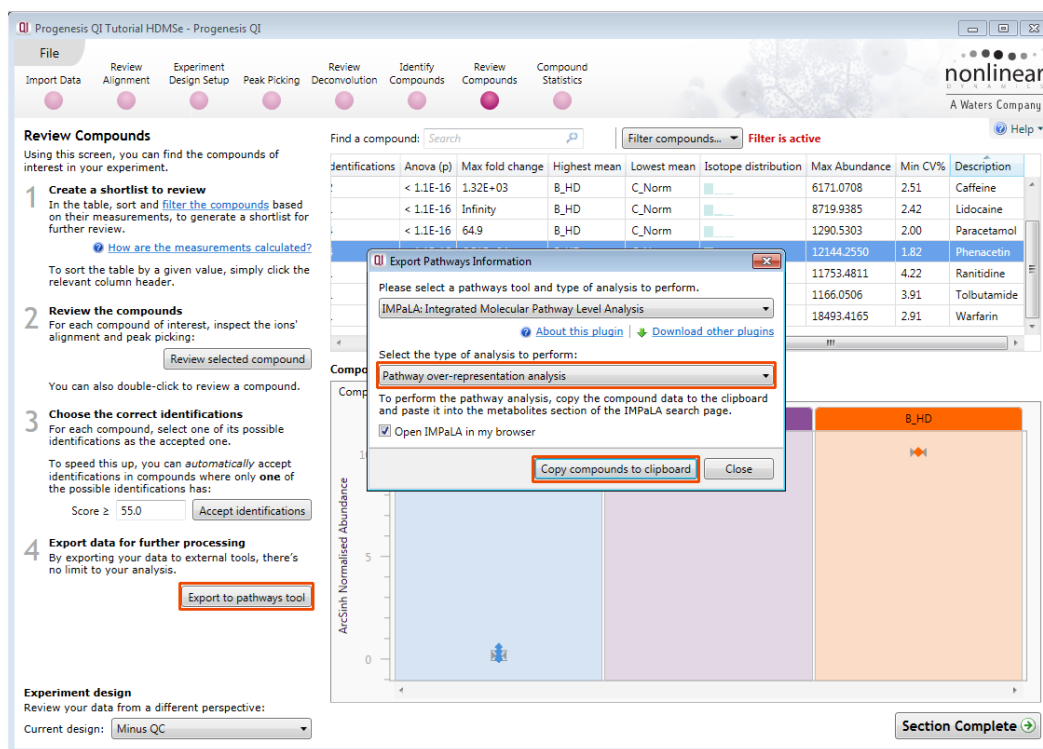 Progenesis QI Tutorial HDMSe - Progenesis QI
File
Import Data
Review Alignment
Experiment Design Setup
Peak Picking
Review Deconvolution
Identify Compounds
Review Compounds
Compound Statistics
nonlinear
DYNAMICS
A Waters Company
Help
Review Compounds
Using this screen, you can find the compounds of
interest in your experiment.
1 Create a shortlist to review
In the table, sort and filter the compounds based
on their measurements, to generate a shortlist for
further review.
How are the measurements calculated?
To sort the table by a given value, simply click the
relevant column header.
2 Review the compounds
For each compound of interest, inspect the ions'
alignment and peak picking:
Review selected compound
You can also double-click to review a compound.
3 Choose the correct identifications
For each compound, select one of its possible
identifications as the accepted one.
To speed this up, you can automatically accept
identifications in compounds where only one of
the possible identifications has:
Score ≥ 55.0 Accept identifications
4 Export data for further processing
By exporting your data to external tools, there's
no limit to your analysis.
Export to pathways tool
Experiment design
Review your data from a different perspective:
Current design: Minus QC
Find a compound: Search Filter compounds... Filter is active
dentifications Anova (p) Max fold change Highest mean Lowest mean Isotope distribution Max Abundance Min CV% Description
< 1.1E-16 1.32E+03 B_HD C_Norm 6171.0708 2.51 Caffeine
< 1.1E-16 Infinity B_HD C_Norm 8719.9385 2.42 Lidocaine
< 1.1E-16 64.9 B_HD C_Norm 1290.5303 2.00 Paracetamol
12144.2550 1.82 Phenacetin
11753.4811 4.22 Ranitidine
1166.0506 3.91 Tolbutamide
18493.4165 2.91 Warfarin
Export Pathways Information
Please select a pathways tool and type of analysis to perform.
IMPaLA: Integrated Molecular Pathway Level Analysis
About this plugin Download other plugins
Select the type of analysis to perform:
Pathway over-representation analysis
To perform the pathway analysis, copy the compound data to the clipboard
and paste it into the metabolites section of the IMPaLA search page.
Open IMPaLA in my browser
Copy compounds to clipboard Close
Compo
Comp
B_HD
ArcSinh Normalised Abundance
5
0
Section Complete